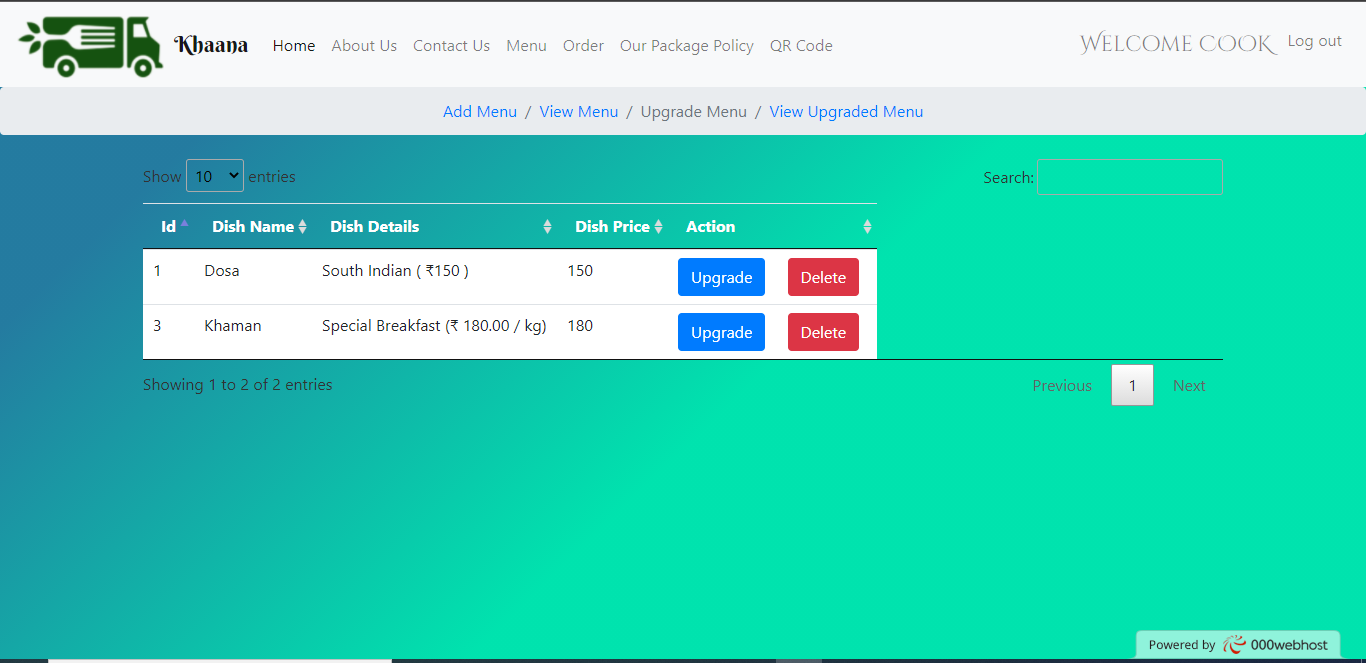 Khaana Home About Us Contact Us Menu Order Our Package Policy QR Code WELCOME COOK Log out
Add Menu / View Menu / Upgrade Menu / View Upgraded Menu
Show 10 entries Search:
Id Dish Name Dish Details Dish Price Action
1 Dosa South Indian ( ₹150 ) 150 Upgrade Delete
3 Khaman Special Breakfast (₹ 180.00 / kg) 180 Upgrade Delete
Showing 1 to 2 of 2 entries Previous 1 Next
Powered by 000webhost